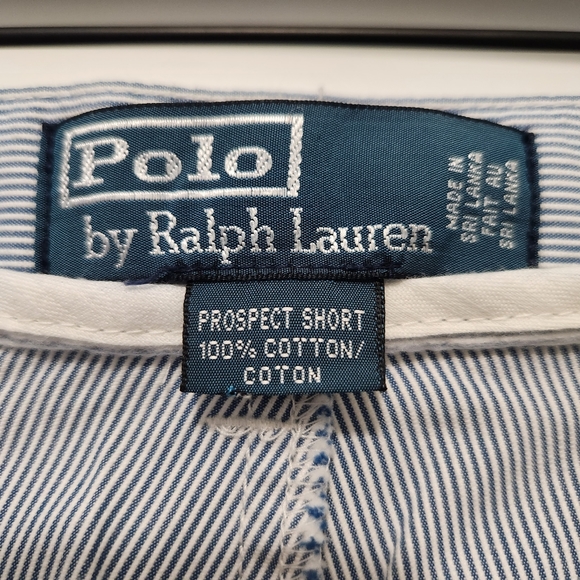 Polo
by Ralph Lauren
MADE IN
SRI LANKA
FAIT AU
SRI LANKA
PROSPECT SHORT
100% COTTON/
COTON